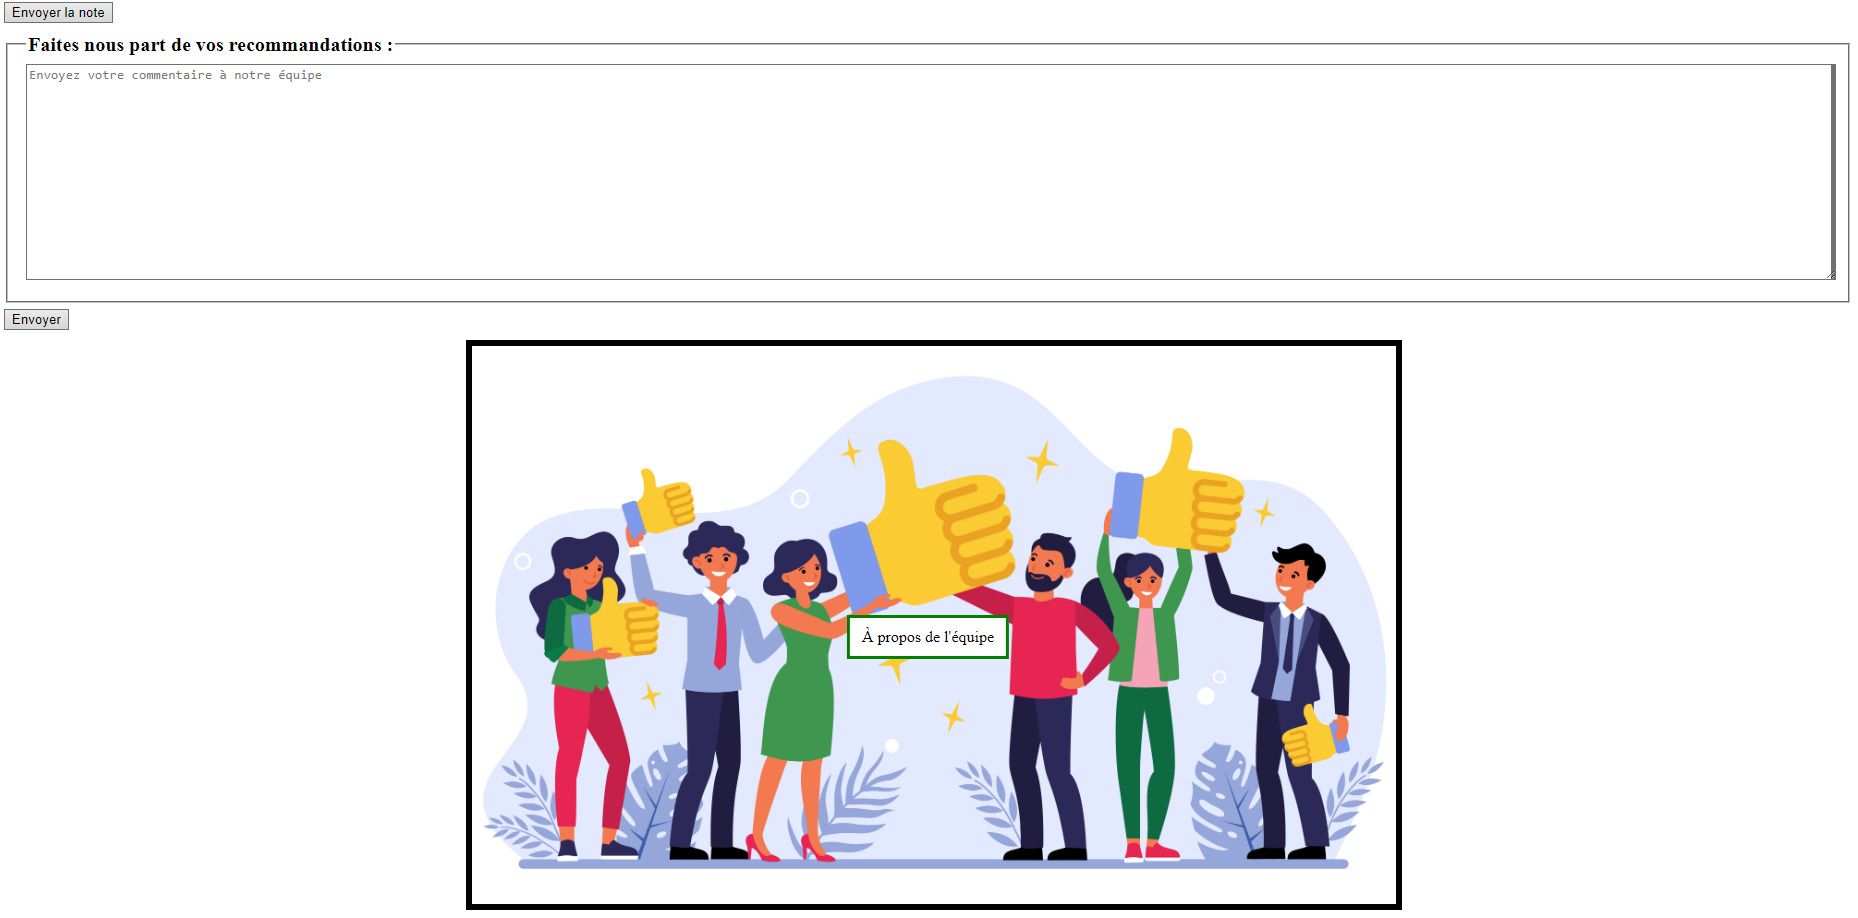 Envoyer la note
Faites nous part de vos recommandations :
Envoyez votre commentaire à notre équipe
Envoyer
À propos de l'équipe